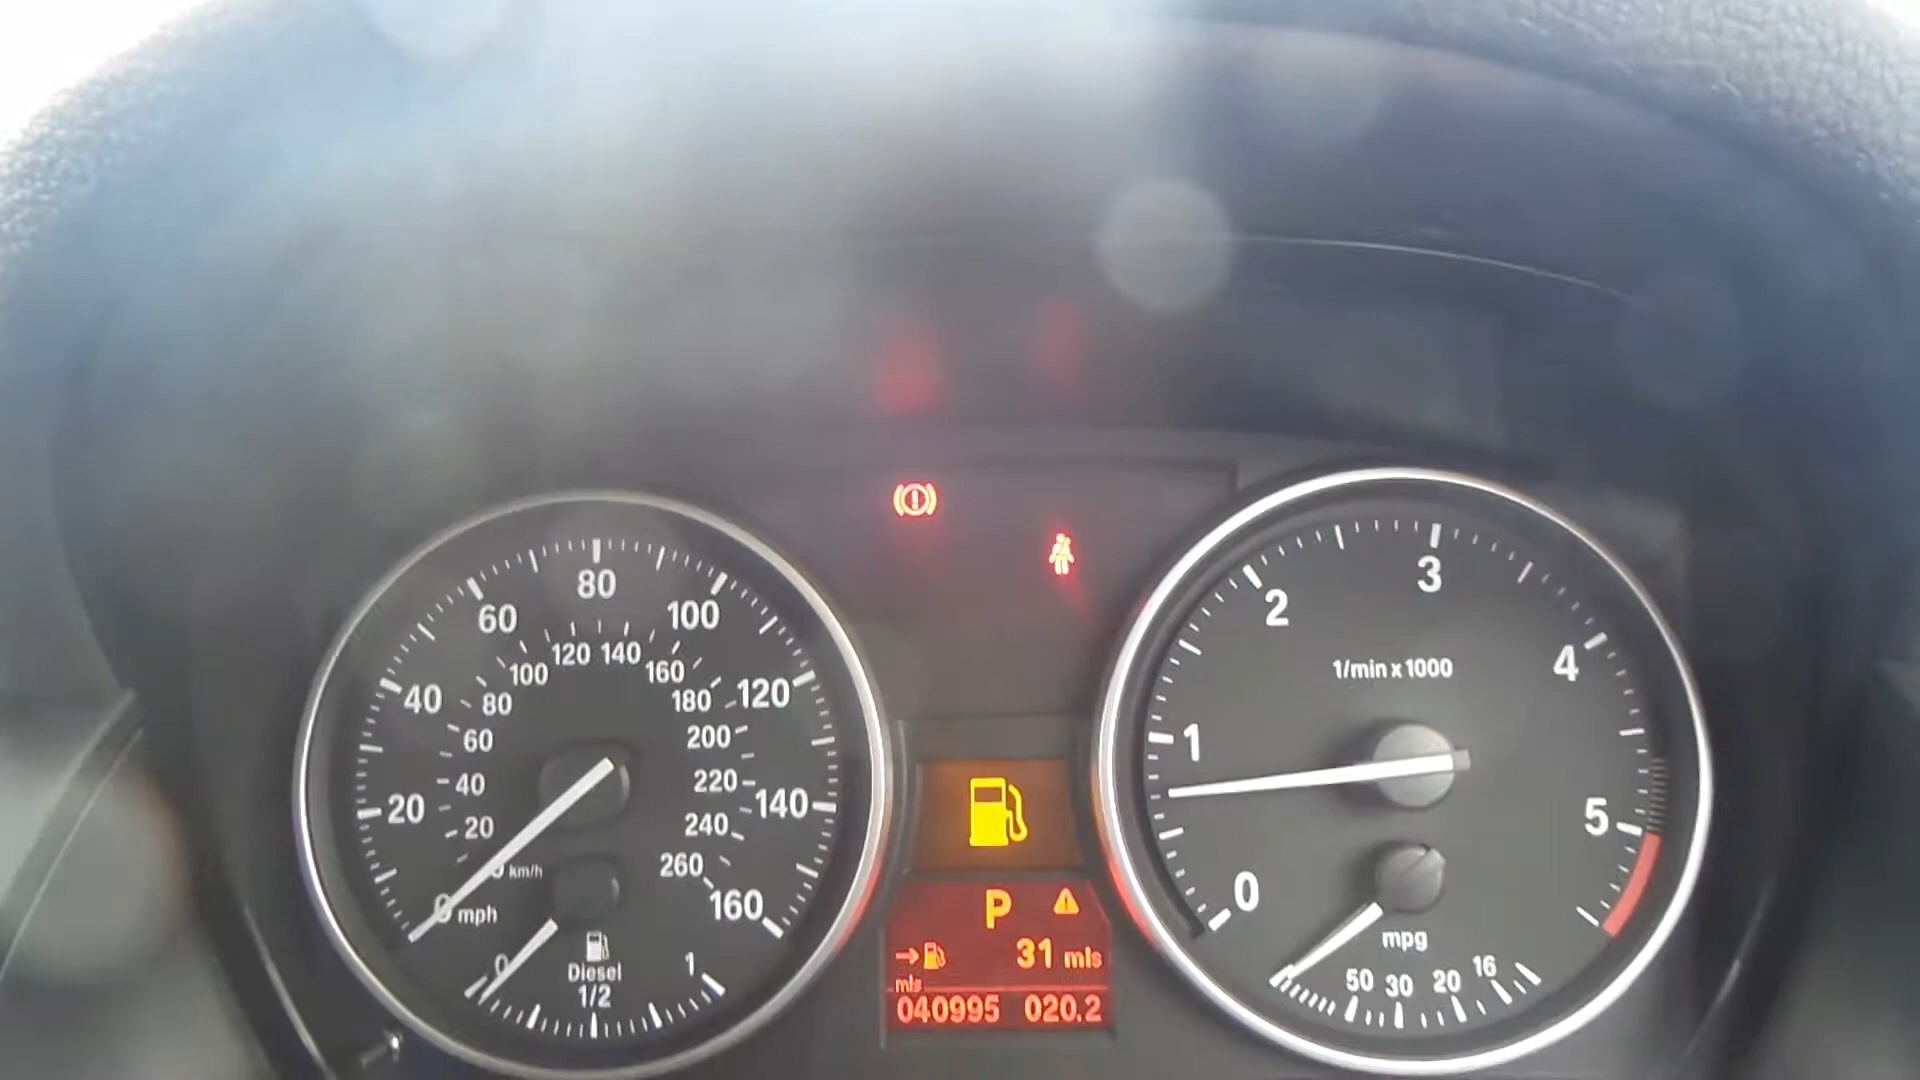 80
60 100
120 140
100 160
40 80 180 120
60 200
40 220
20 20 240 140
km/h 260
0 mph 160
0 Diesel 1
1/2
P
31 mls
mls
040995 020.2
3
2
1/min x 1000 4
1
5
0
mpg
50 30 20 16